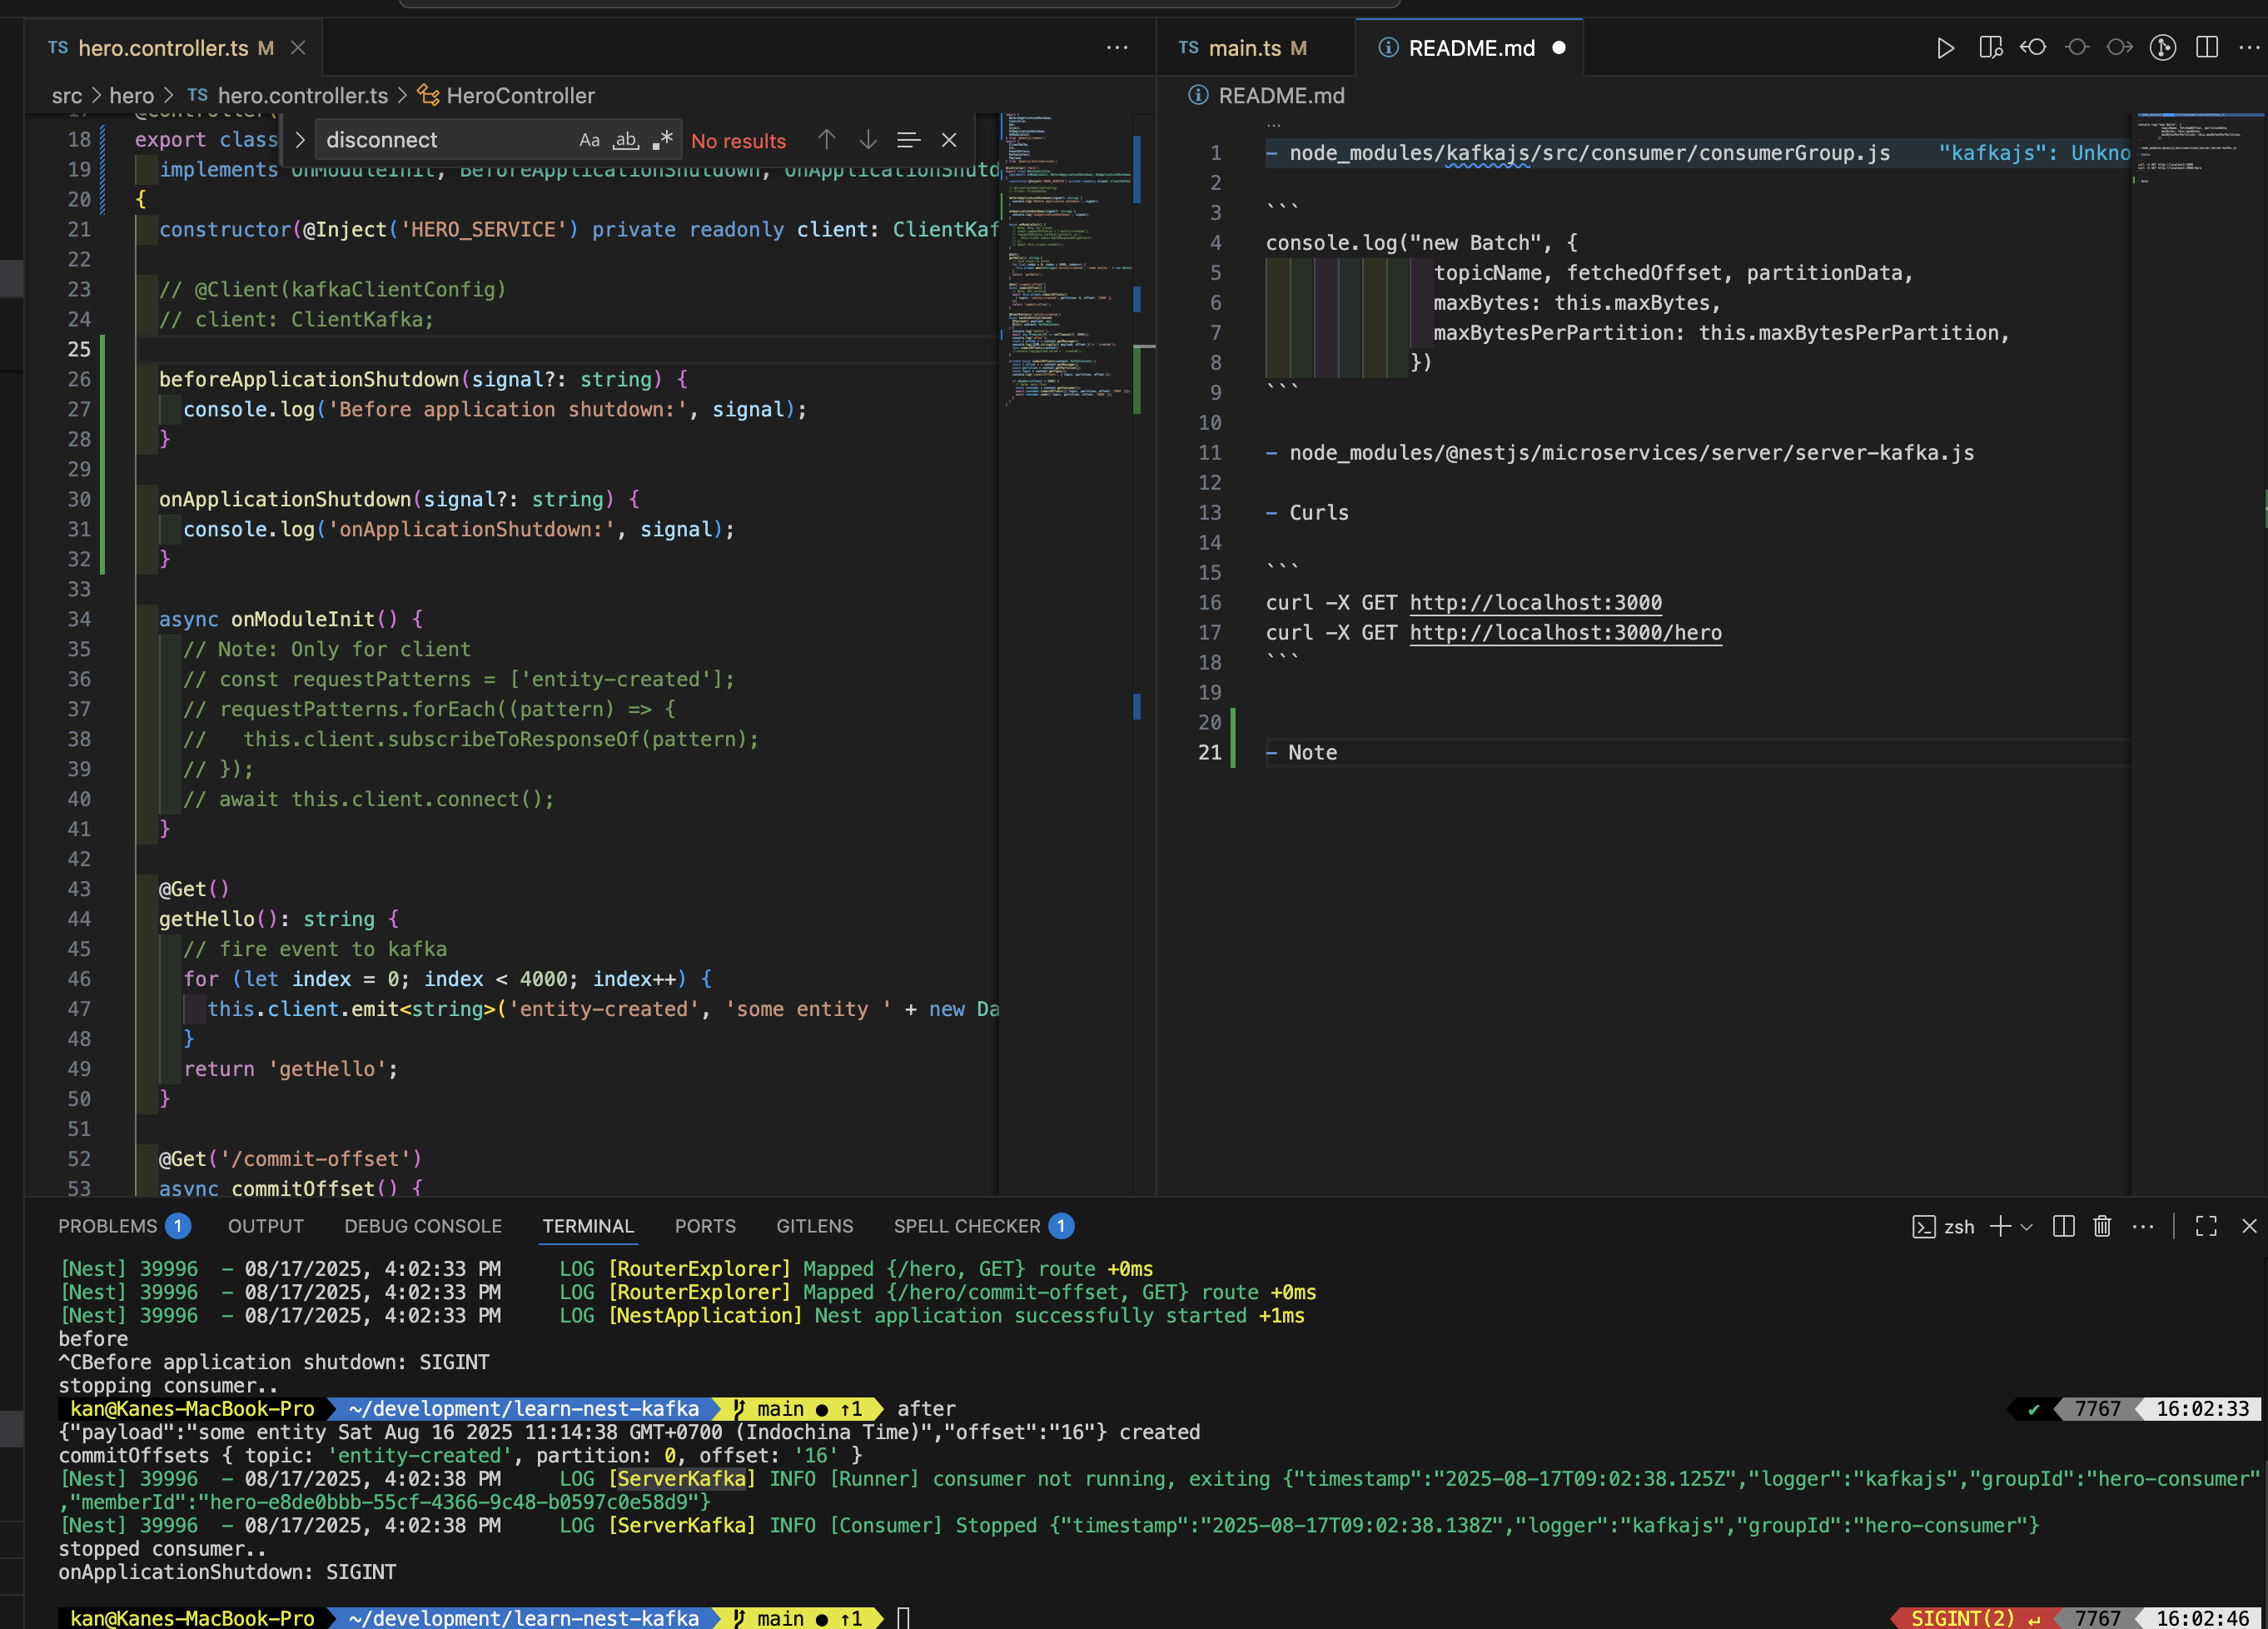 TS hero.controller.ts M
src > hero > TS hero.controller.ts > HeroController
disconnect Aa ab No results
18 export class
19 implements OnModuleInit, BeforeApplicationShutdown, OnApplicationShutd
20 {
21 constructor(@Inject('HERO_SERVICE') private readonly client: ClientKaf
22
23 // @Client(kafkaClientConfig)
24 // client: ClientKafka;
25
26 beforeApplicationShutdown(signal?: string) {
27 console.log('Before application shutdown:', signal);
28 }
29
30 onApplicationShutdown(signal?: string) {
31 console.log('onApplicationShutdown:', signal);
32 }
33
34 async onModuleInit() {
35 // Note: Only for client
36 // const requestPatterns = ['entity-created'];
37 // requestPatterns.forEach((pattern) => {
38 //   this.client.subscribeToResponseOf(pattern);
39 // });
40 // await this.client.connect();
41 }
42
43 @Get()
44 getHello(): string {
45 // fire event to kafka
46 for (let index = 0; index < 4000; index++) {
47 this.client.emit<string>('entity-created', 'some entity ' + new Da
48 }
49 return 'getHello';
50 }
51
52 @Get('/commit-offset')
53 async commitOffset() {
TS main.ts M README.md
README.md
...
1 - node_modules/kafkajs/src/consumer/consumerGroup.js "kafkajs": Unkno
2
3 ```
4 console.log("new Batch", {
5 topicName, fetchedOffset, partitionData,
6 maxBytes: this.maxBytes,
7 maxBytesPerPartition: this.maxBytesPerPartition,
8 })
9 ```
10
11 - node_modules/@nestjs/microservices/server/server-kafka.js
12
13 - Curls
14
15 ```
16 curl -X GET http://localhost:3000
17 curl -X GET http://localhost:3000/hero
18 ```
19
20
21 - Note
PROBLEMS 1 OUTPUT DEBUG CONSOLE TERMINAL PORTS GITLENS SPELL CHECKER 1 zsh
[Nest] 39996  - 08/17/2025, 4:02:33 PM     LOG [RouterExplorer] Mapped {/hero, GET} route +0ms
[Nest] 39996  - 08/17/2025, 4:02:33 PM     LOG [RouterExplorer] Mapped {/hero/commit-offset, GET} route +0ms
[Nest] 39996  - 08/17/2025, 4:02:33 PM     LOG [NestApplication] Nest application successfully started +1ms
before
^CBefore application shutdown: SIGINT
stopping consumer..
kan@Kanes-MacBook-Pro ~/development/learn-nest-kafka main ● ↑1 after ✔ 7767 16:02:33
{"payload":"some entity Sat Aug 16 2025 11:14:38 GMT+0700 (Indochina Time)","offset":"16"} created
commitOffsets { topic: 'entity-created', partition: 0, offset: '16' }
[Nest] 39996  - 08/17/2025, 4:02:38 PM     LOG [ServerKafka] INFO [Runner] consumer not running, exiting {"timestamp":"2025-08-17T09:02:38.125Z","logger":"kafkajs","groupId":"hero-consumer"
,"memberId":"hero-e8de0bbb-55cf-4366-9c48-b0597c0e58d9"}
[Nest] 39996  - 08/17/2025, 4:02:38 PM     LOG [ServerKafka] INFO [Consumer] Stopped {"timestamp":"2025-08-17T09:02:38.138Z","logger":"kafkajs","groupId":"hero-consumer"}
stopped consumer..
onApplicationShutdown: SIGINT
kan@Kanes-MacBook-Pro ~/development/learn-nest-kafka main ● ↑1 SIGINT(2) ↵ 7767 16:02:46